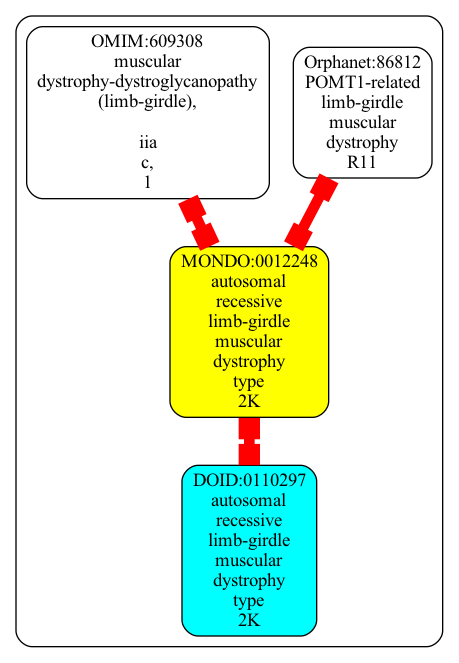 OMIM:609308
muscular
dystrophy-dystroglycanopathy
(limb-girdle),
iia
c,
1
Orphanet:86812
POMT1-related
limb-girdle
muscular
dystrophy
R11
MONDO:0012248
autosomal
recessive
limb-girdle
muscular
dystrophy
type
2K
DOID:0110297
autosomal
recessive
limb-girdle
muscular
dystrophy
type
2K